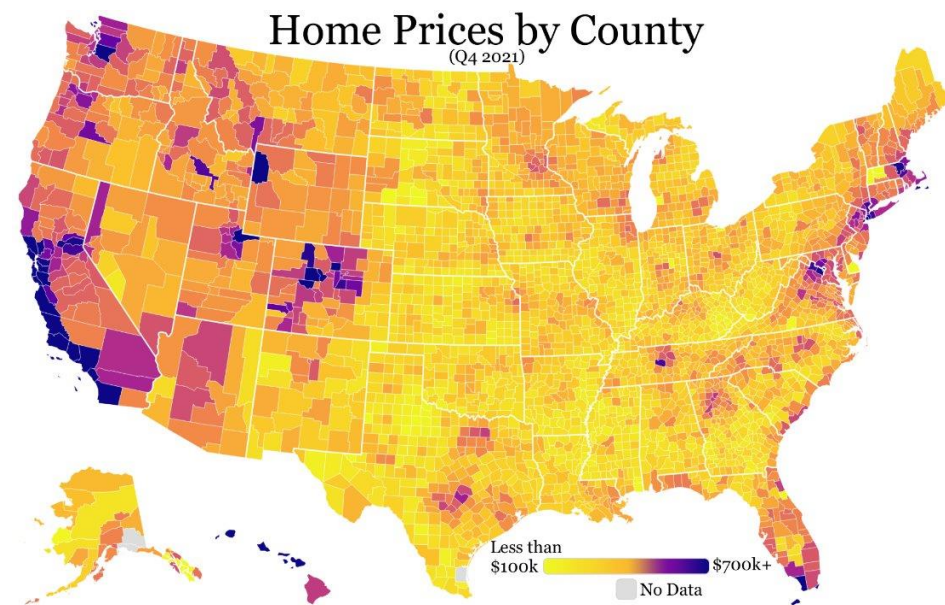 Home Prices by County
(Q4 2021)
Less than
$100k
$700k+
No Data